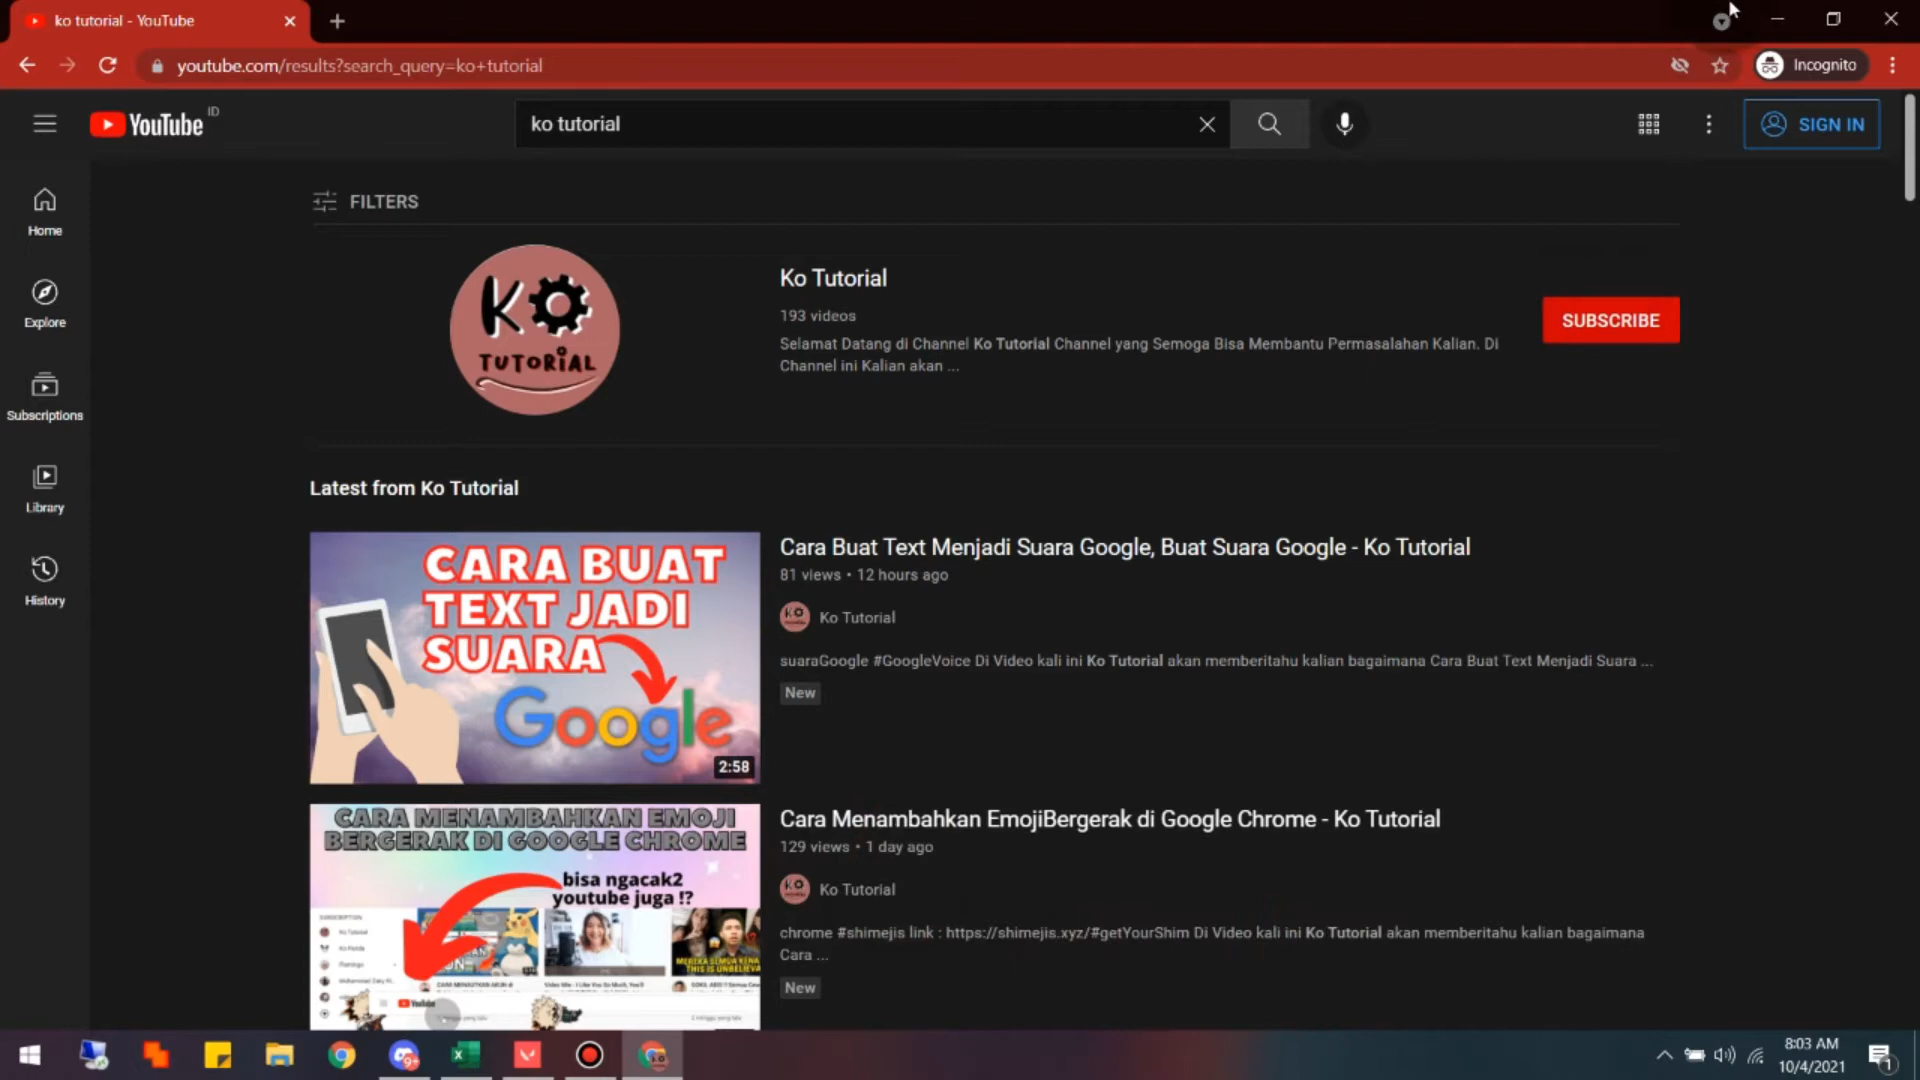 ko tutorial - YouTube
youtube.com/results?search_query=ko+tutorial
Incognito
YouTube ID
ko tutorial
SIGN IN
Home
Explore
Subscriptions
Library
History
FILTERS
KO
TUTORIAL
Ko Tutorial
193 videos
Selamat Datang di Channel Ko Tutorial Channel yang Semoga Bisa Membantu Permasalahan Kalian. Di
Channel ini Kalian akan ...
SUBSCRIBE
Latest from Ko Tutorial
CARA BUAT
TEXT JADI
SUARA
Google
2:58
Cara Buat Text Menjadi Suara Google, Buat Suara Google - Ko Tutorial
81 views • 12 hours ago
Ko Tutorial
suaraGoogle #GoogleVoice Di Video kali ini Ko Tutorial akan memberitahu kalian bagaimana Cara Buat Text Menjadi Suara ...
New
CARA MENAMBAHKAN EMOJI
BERGERAK DI GOOGLE CHROME
bisa ngacak2
youtube juga !?
SUBSCRIPTION
Ko Tutorial
YouTube
Cara Menambahkan EmojiBergerak di Google Chrome - Ko Tutorial
129 views • 1 day ago
Ko Tutorial
chrome #shimejis link : https://shimejis.xyz/#getYourShim Di Video kali ini Ko Tutorial akan memberitahu kalian bagaimana
Cara ...
New
8:03 AM
10/4/2021
1